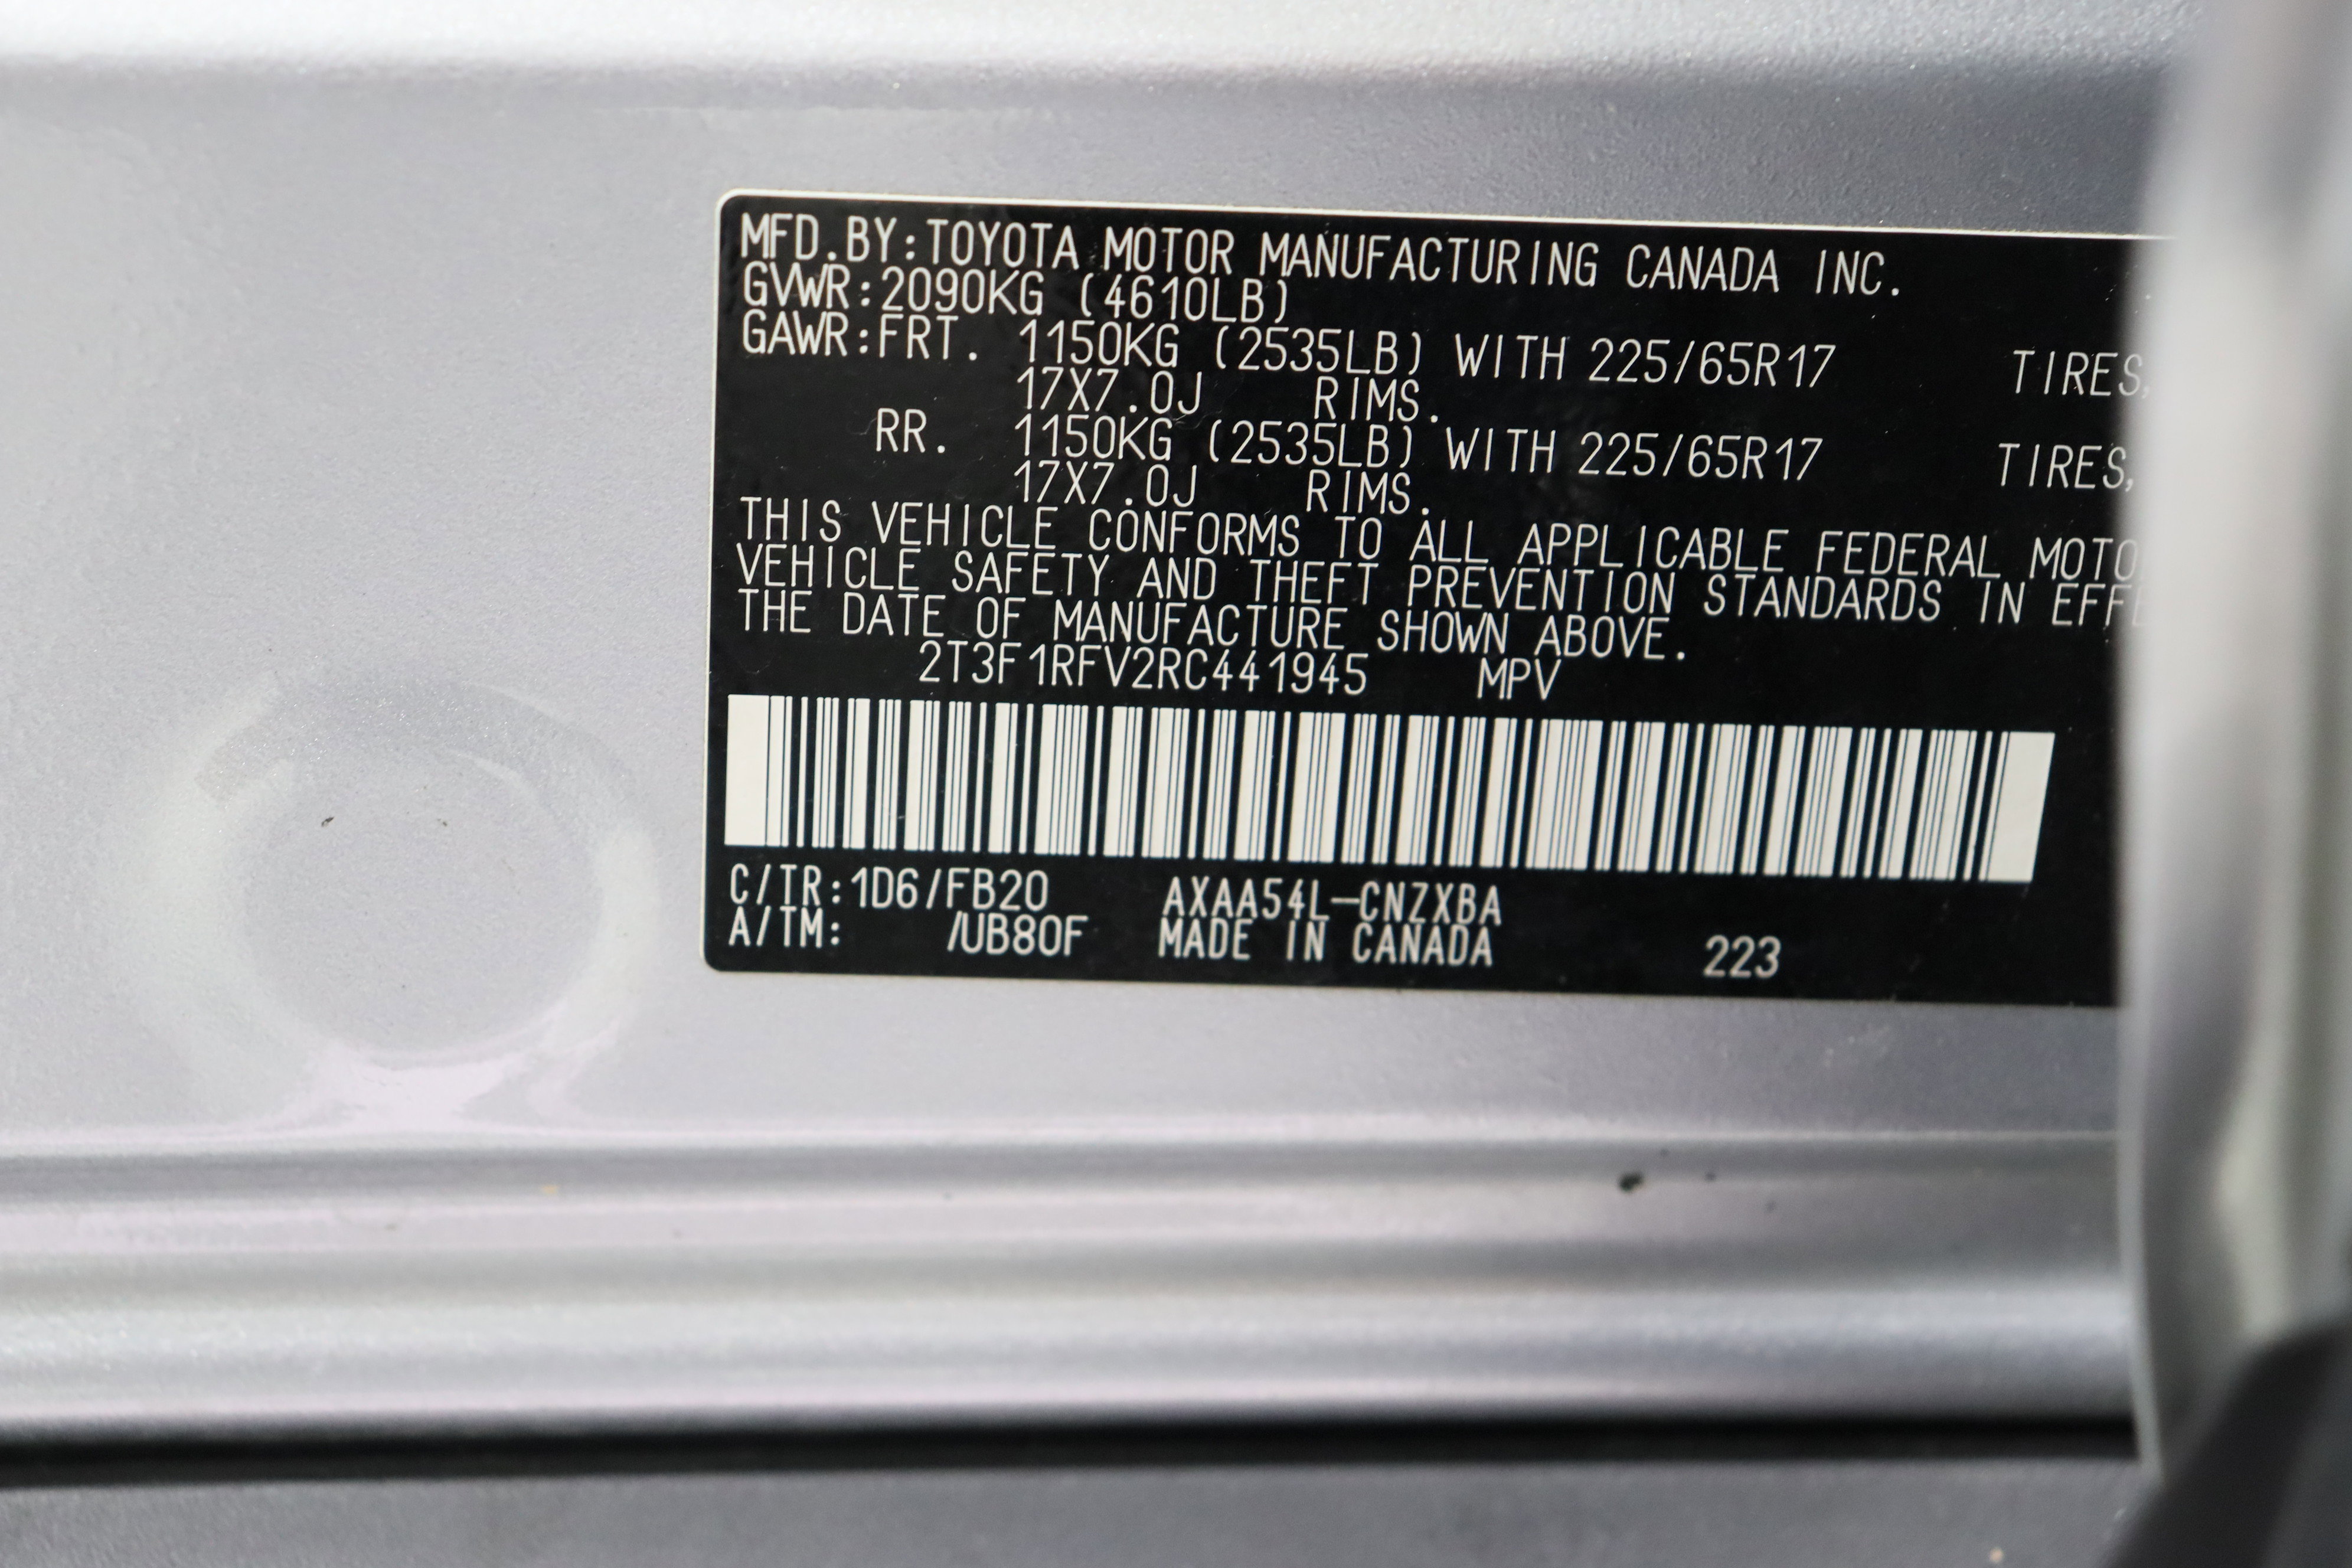 MFD.BY:TOYOTA MOTOR MANUFACTURING CANADA INC.
GVWR:2090KG (4610LB)
GAWR:FRT. 1150KG (2535LB) WITH 225/65R17 TIRES,
17X7.0J RIMS.
RR. 1150KG (2535LB) WITH 225/65R17 TIRES,
17X7.0J RIMS.
THIS VEHICLE CONFORMS TO ALL APPLICABLE FEDERAL MOTO
VEHICLE SAFETY AND THEFT PREVENTION STANDARDS IN EFFE
THE DATE OF MANUFACTURE SHOWN ABOVE.
2T3F1RFV2RC441945 MPV
C/TR:1D6/FB20 AXAA54L-CNZXBA
A/TM: /UB80F MADE IN CANADA 223